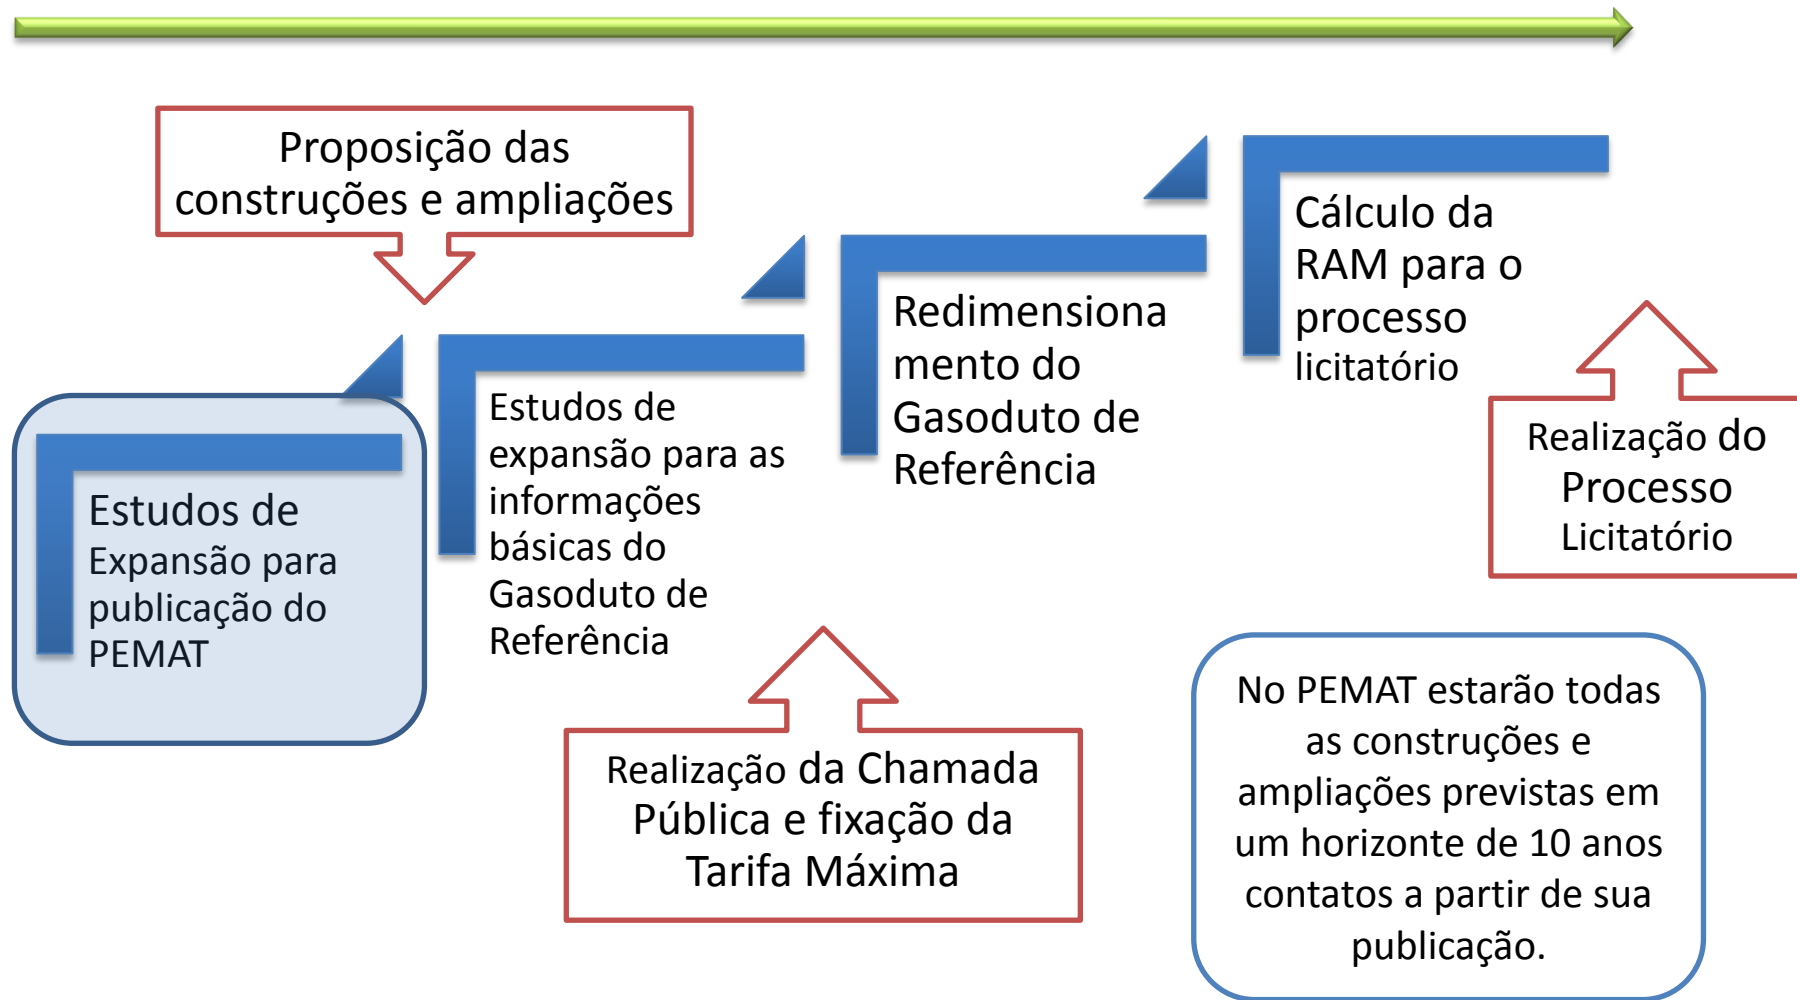 Proposição das
construções e ampliações
Estudos de
Expansão para
publicação do
PEMAT
Estudos de
expansão para as
informações
básicas do
Gasoduto de
Referência
Redimensiona
mento do
Gasoduto de
Referência
Cálculo da
RAM para o
processo
licitatório
Realização da Chamada
Pública e fixação da
Tarifa Máxima
Realização do
Processo
Licitatório
No PEMAT estarão todas
as construções e
ampliações previstas em
um horizonte de 10 anos
contatos a partir de sua
publicação.